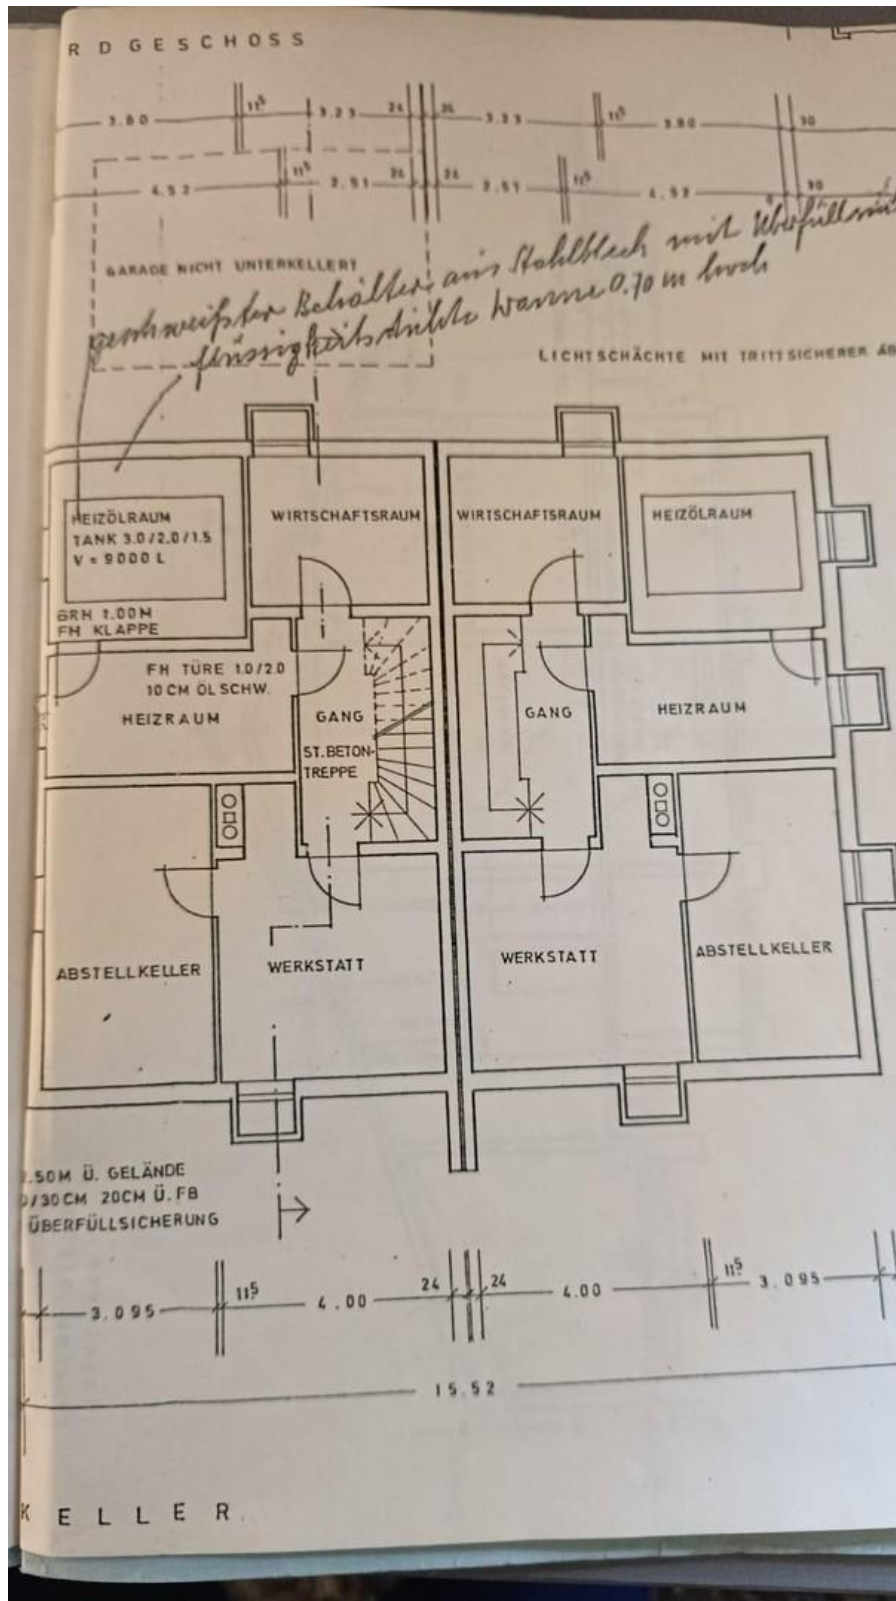 RDGESCHOSS
3.80 11⁵ 3.23 24 24 3.23 11⁵ 3.80 30
4.52 11⁵ 2.51 24 24 2.51 11⁵ 4.52 30
GARAGE NICHT UNTERKELLERT
geschweißter Behälter aus Stahlblech mit
flüssigkeitsdichte Wanne 0.70 m hoch
LICHTSCHÄCHTE MIT TRITTSICHERER AB
HEIZÖLRAUM
TANK 3.0/2.0/1.5
V = 9000 L
WIRTSCHAFTSRAUM
WIRTSCHAFTSRAUM
HEIZÖLRAUM
BRH 1.00M
FH KLAPPE
FH TÜRE 1.0/2.0
10 CM ÖLSCHW.
HEIZRAUM
GANG
ST.BETON-
TREPPE
GANG
HEIZRAUM
ABSTELLKELLER
WERKSTATT
WERKSTATT
ABSTELLKELLER
.50M Ü. GELÄNDE
/30CM 20CM Ü. FB
ÜBERFÜLLSICHERUNG
3.095 11⁵ 4.00 24 24 4.00 11⁵ 3.095
15.52
KELLER